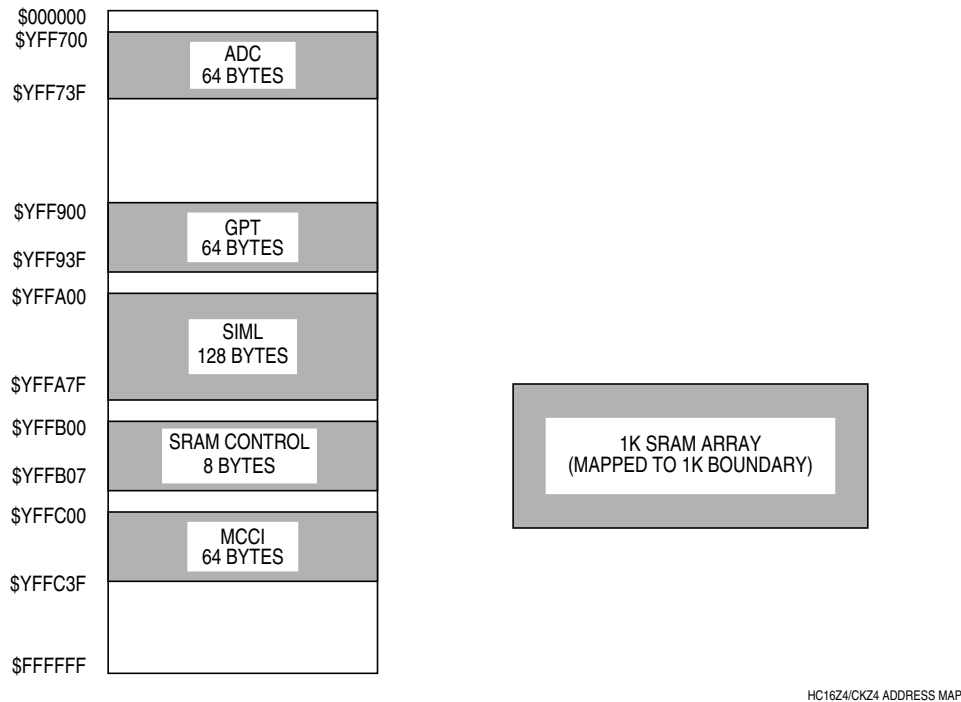 $000000
$YFF700
ADC
64 BYTES
$YFF73F
$YFF900
GPT
64 BYTES
$YFF93F
$YFFA00
SIML
128 BYTES
$YFFA7F
$YFFB00
SRAM CONTROL
8 BYTES
$YFFB07
$YFFC00
MCCI
64 BYTES
$YFFC3F
$FFFFFF
1K SRAM ARRAY
(MAPPED TO 1K BOUNDARY)
HC16Z4/CKZ4 ADDRESS MAP